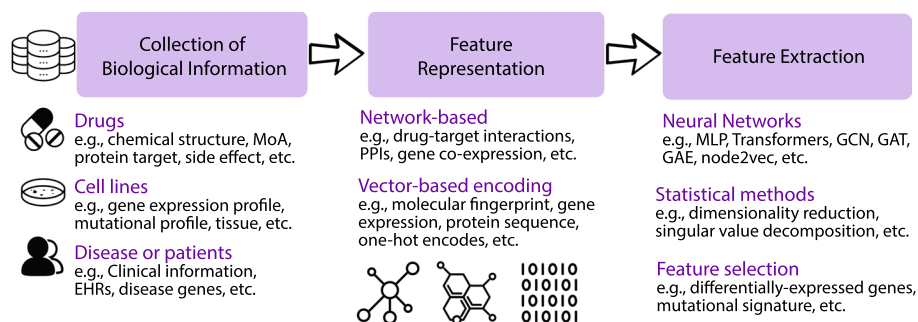 Collection of
Biological Information
Feature
Representation
Feature Extraction
Drugs
e.g., chemical structure, MoA,
protein target, side effect, etc.
Cell lines
e.g., gene expression profile,
mutational profile, tissue, etc.
Disease or patients
e.g., Clinical information,
EHRs, disease genes, etc.
Network-based
e.g., drug-target interactions,
PPIs, gene co-expression, etc.
Vector-based encoding
e.g., molecular fingerprint, gene
expression, protein sequence,
one-hot encodes, etc.
101010
01010
101010
01010
Neural Networks
e.g., MLP, Transformers, GCN, GAT,
GAE, node2vec, etc.
Statistical methods
e.g., dimensionality reduction,
singular value decomposition, etc.
Feature selection
e.g., differentially-expressed genes,
mutational signature, etc.